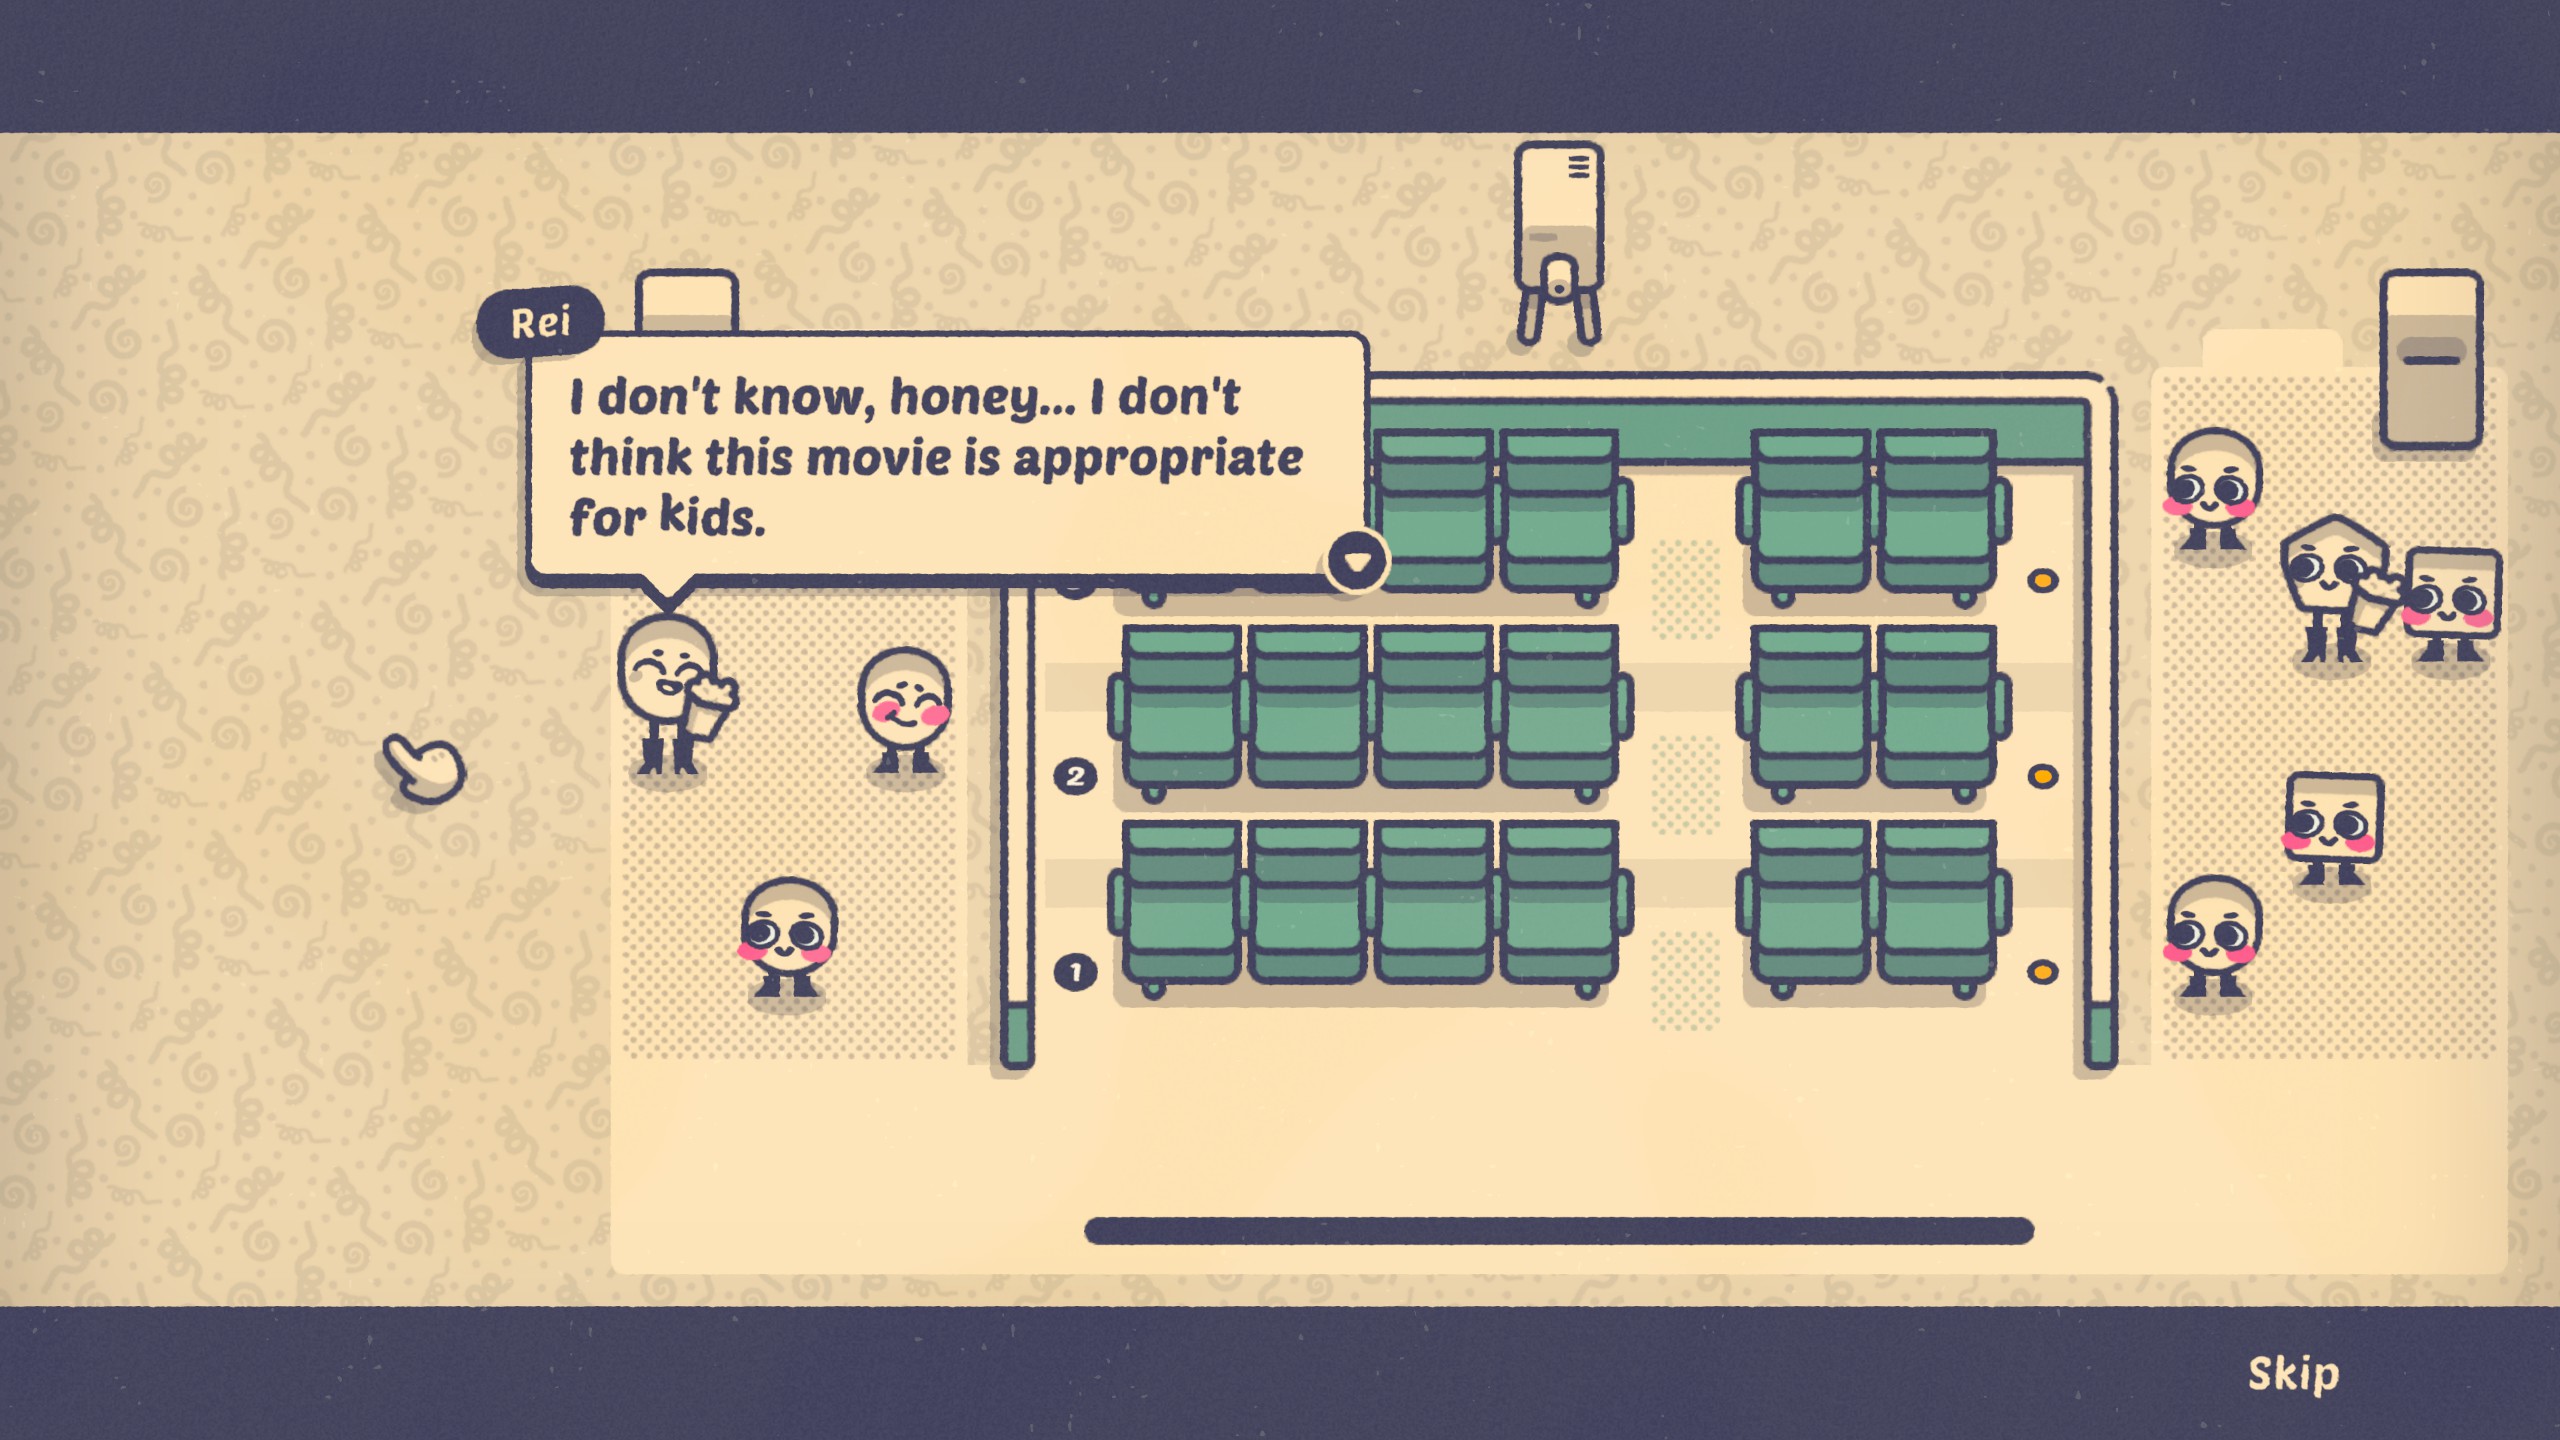 Rei
I don't know, honey... I don't
think this movie is appropriate
for kids.
2
1
Skip